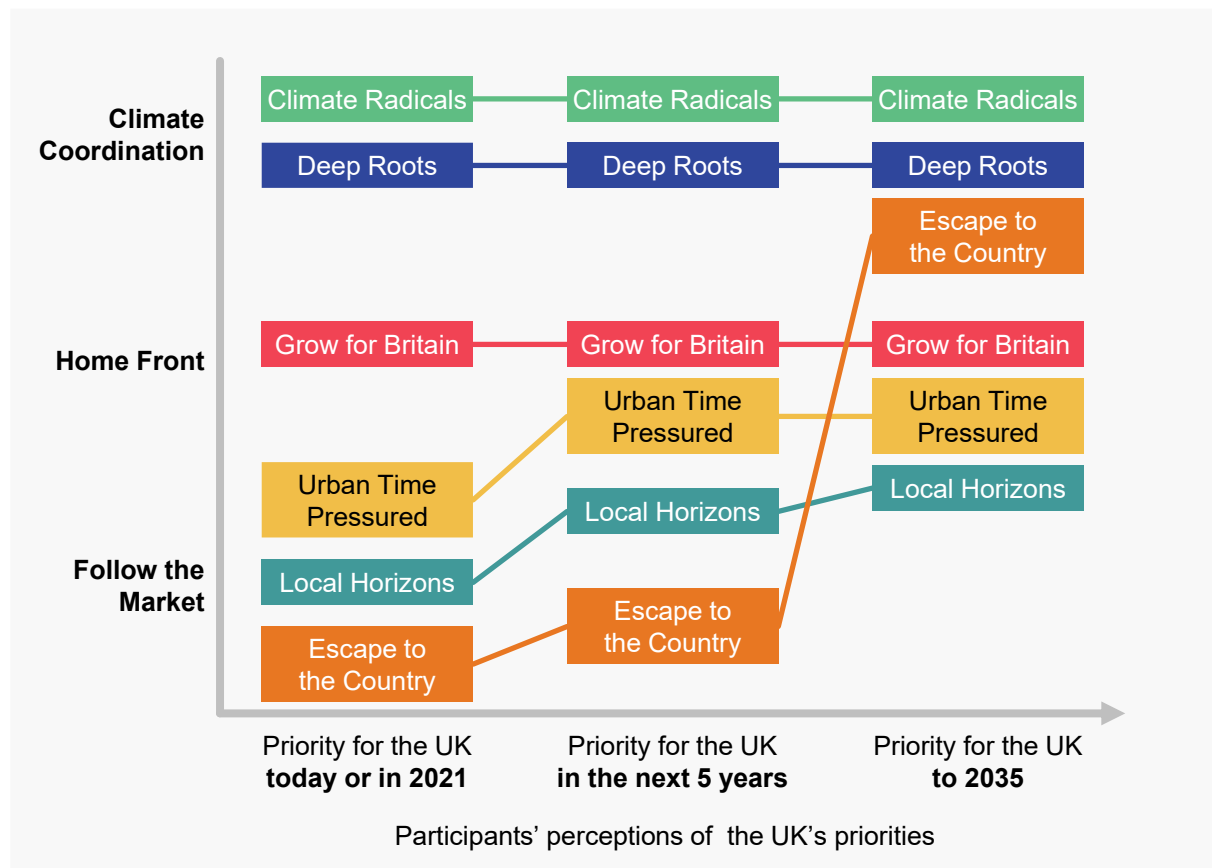 Climate
Coordination
Climate Radicals
Climate Radicals
Climate Radicals
Deep Roots
Deep Roots
Deep Roots
Escape to
the Country
Home Front
Grow for Britain
Grow for Britain
Grow for Britain
Urban Time
Pressured
Urban Time
Pressured
Urban Time
Pressured
Local Horizons
Local Horizons
Follow the
Market
Local Horizons
Escape to
the Country
Escape to
the Country
Priority for the UK
today or in 2021
Priority for the UK
in the next 5 years
Priority for the UK
to 2035
Participants’ perceptions of the UK’s priorities